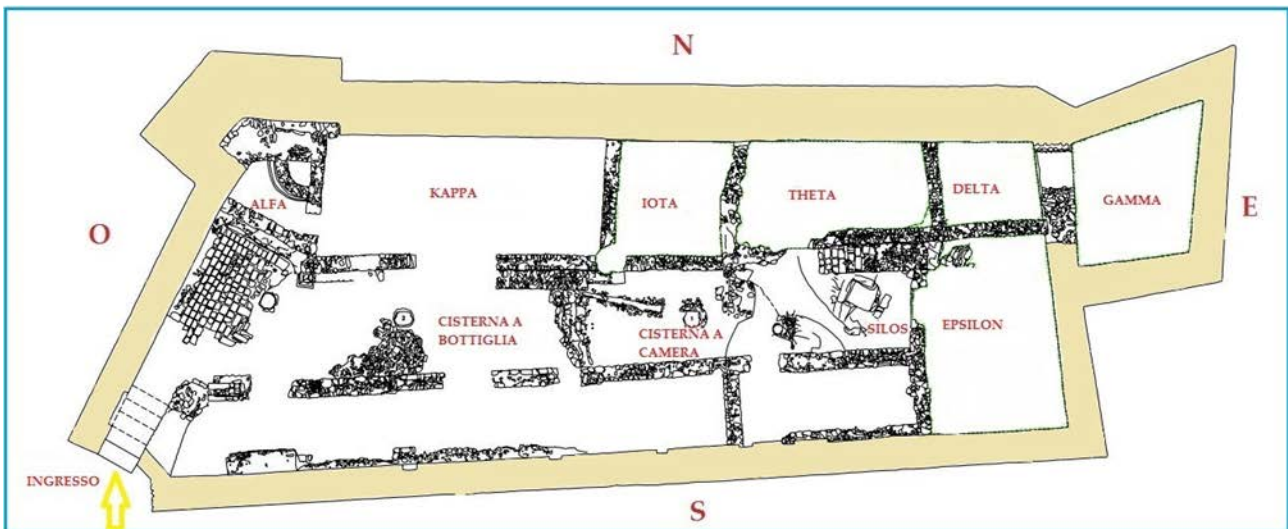 N
KAPPA
IOTA
THETA
DELTA
GAMMA
ALFA
O
E
CISTERNA A
BOTTIGLIA
CISTERNA A
CAMERA
SILOS
EPSILON
INGRESSO
S